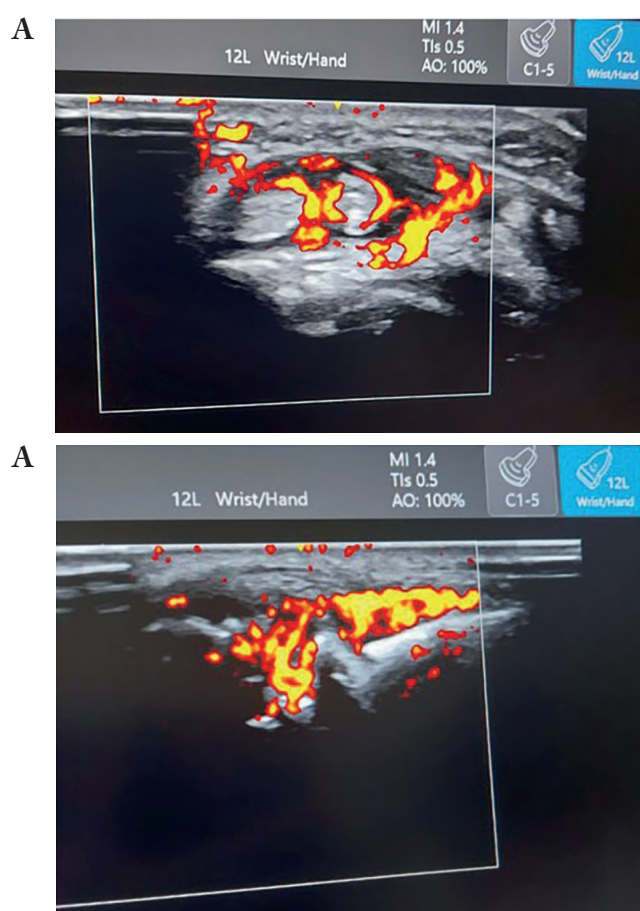 A
MI 1.4
TIs 0.5
12L Wrist/Hand
AO: 100%
C1-5
12L
Wrist/Hand
A
MI 1.4
TIs 0.5
12L Wrist/Hand
AO: 100%
C1-5
12L
Wrist/Hand